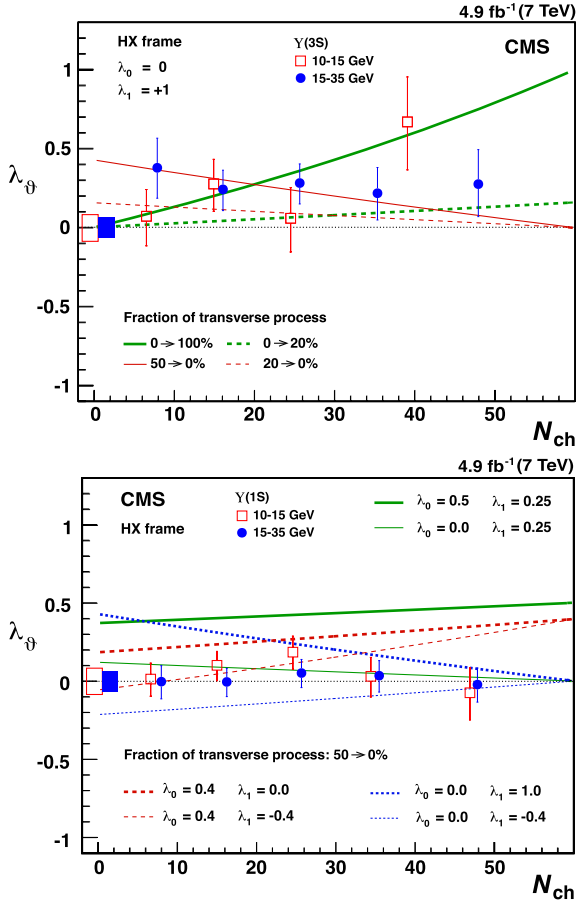 4.9 fb⁻¹(7 TeV)
HX frame
λ₀ = 0
λ₁ = +1
ϒ(3S)
10-15 GeV
15-35 GeV
CMS
1
0.5
0
-0.5
-1
λϑ
Fraction of transverse process
0→100%
0→20%
50→0%
20→0%
0 10 20 30 40 50
Nch
4.9 fb⁻¹(7 TeV)
CMS
HX frame
ϒ(1S)
10-15 GeV
15-35 GeV
λ₀ = 0.5 λ₁ = 0.25
λ₀ = 0.0 λ₁ = 0.25
1
0.5
0
-0.5
-1
λϑ
Fraction of transverse process: 50→0%
λ₀ = 0.4 λ₁ = 0.0
λ₀ = 0.4 λ₁ = -0.4
λ₀ = 0.0 λ₁ = 1.0
λ₀ = 0.0 λ₁ = -0.4
0 10 20 30 40 50
Nch